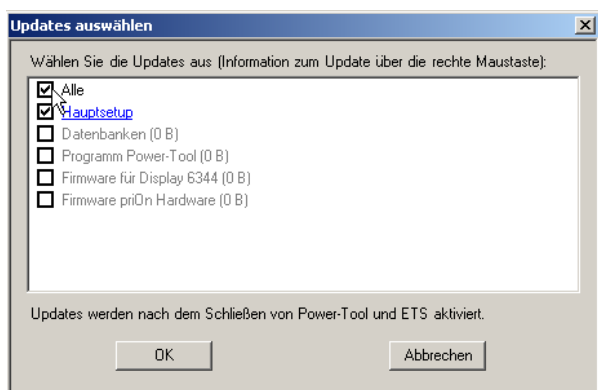 Updates auswählen
Wählen Sie die Updates aus (Information zum Update über die rechte Maustaste):
Alle
Hauptsetup
Datenbanken (0 B)
Programm Power-Tool (0 B)
Firmware für Display 6344 (0 B)
Firmware priOn Hardware (0 B)
Updates werden nach dem Schließen von Power-Tool und ETS aktiviert.
OK
Abbrechen